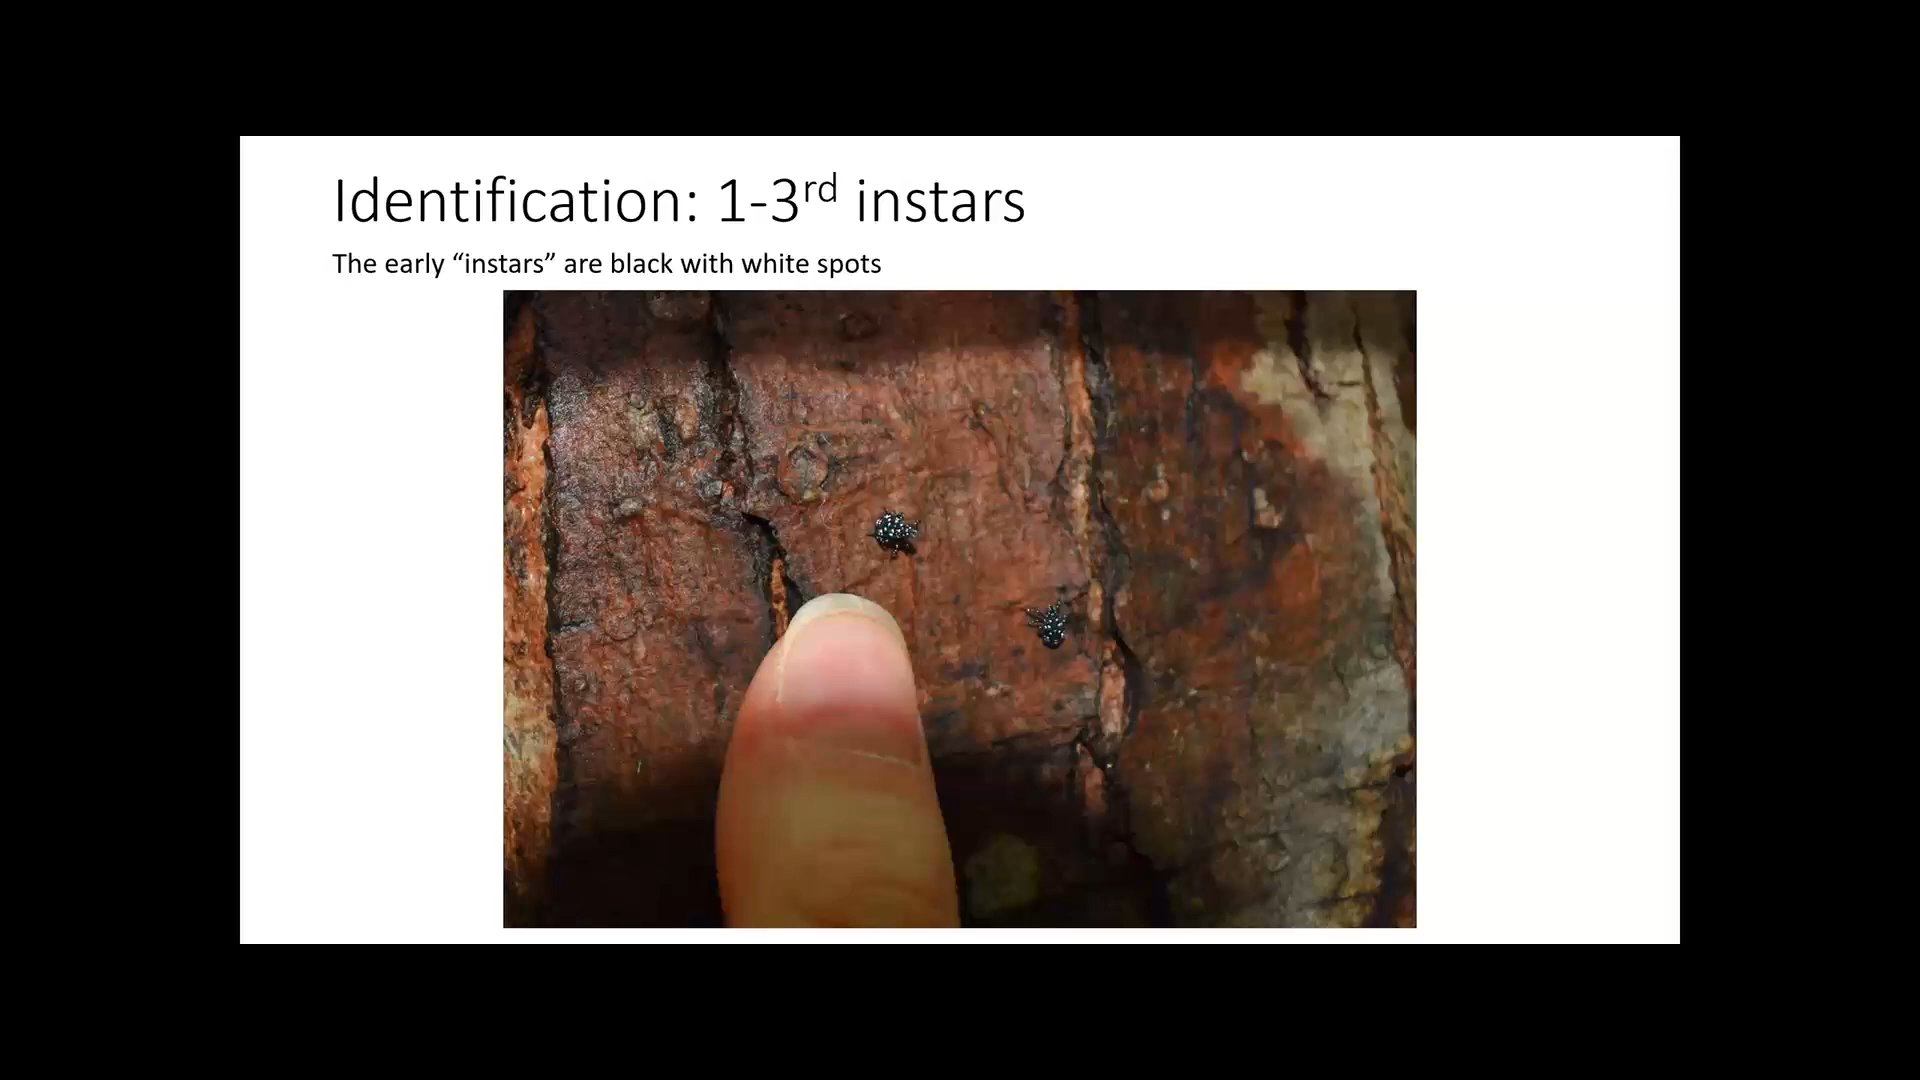 Identification: 1-3rd instars
The early “instars” are black with white spots